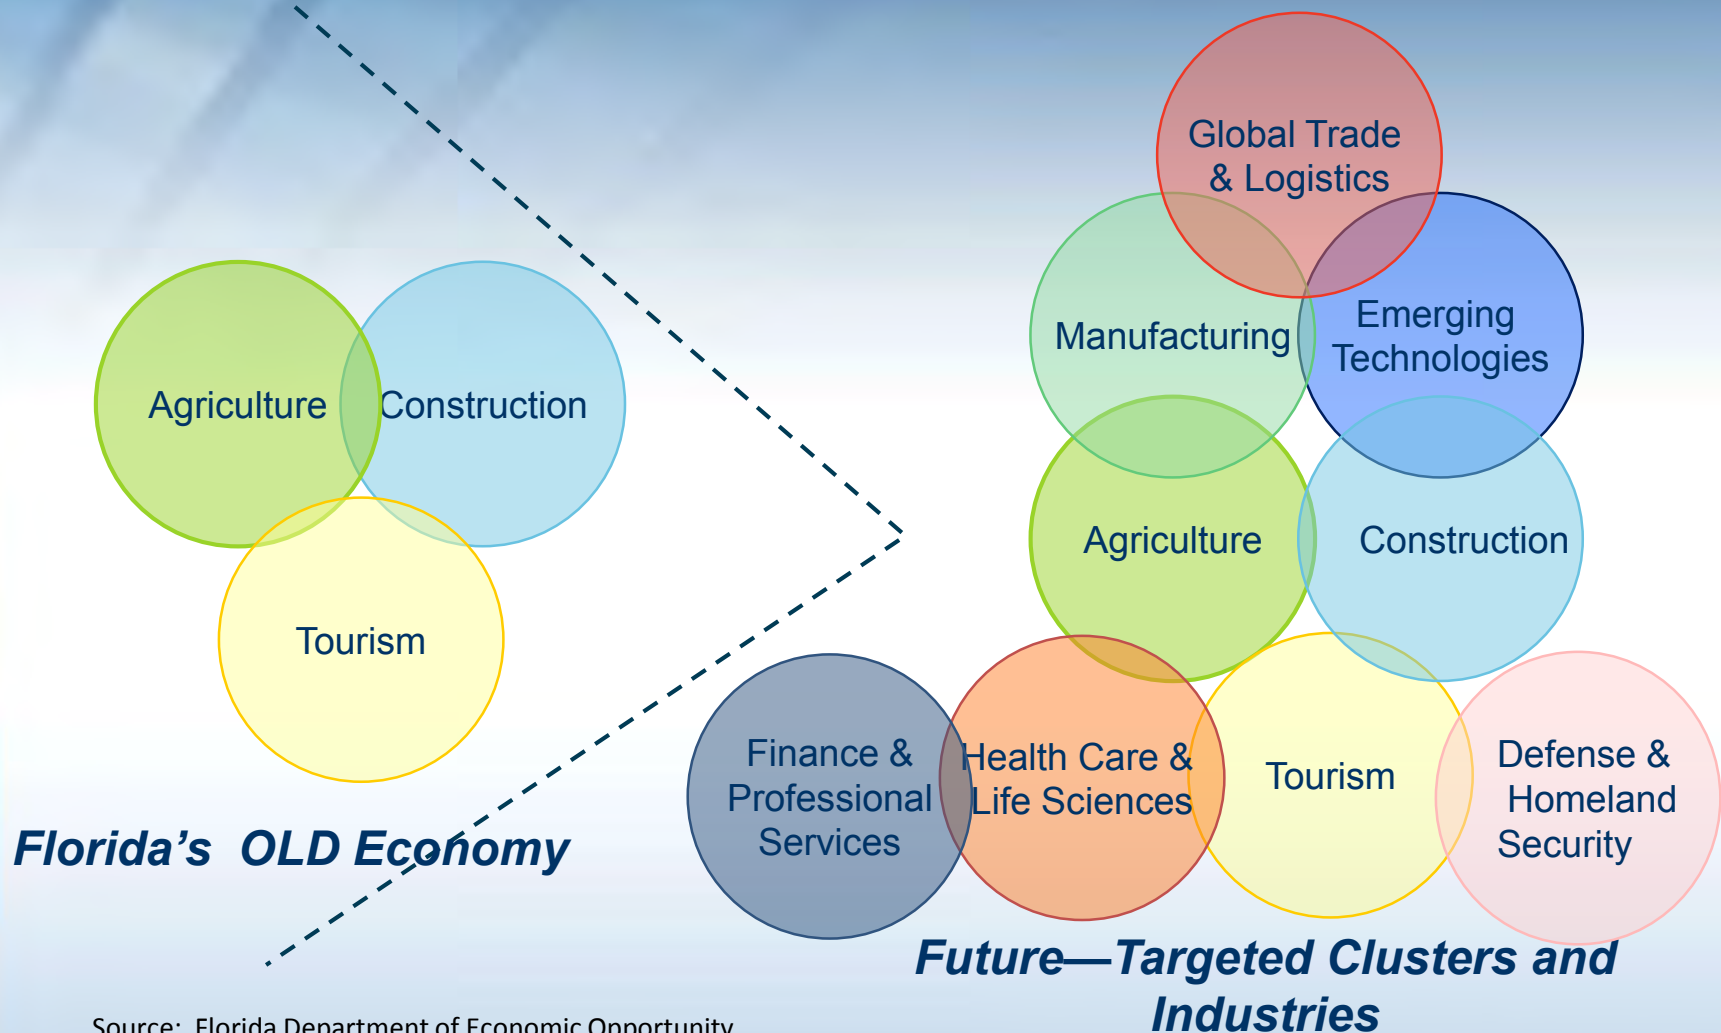 Agriculture
Construction
Tourism
Florida's  OLD Economy
Global Trade
& Logistics
Manufacturing
Emerging
Technologies
Agriculture
Construction
Finance &
Professional
Services
Health Care &
Life Sciences
Tourism
Defense &
Homeland
Security
Future—Targeted Clusters and
Industries
Source:  Florida Department of Economic Opportunity